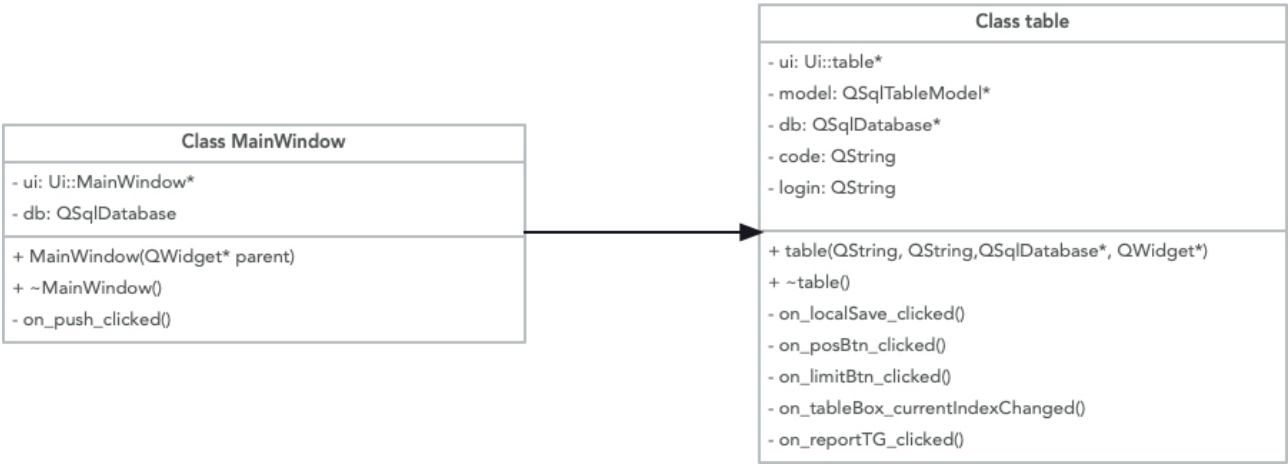 Class MainWindow
- ui: Ui::MainWindow*
- db: QSqlDatabase
+ MainWindow(QWidget* parent)
+ ~MainWindow()
- on_push_clicked()
Class table
- ui: Ui::table*
- model: QSqlTableModel*
- db: QSqlDatabase*
- code: QString
- login: QString
+ table(QString, QString,QSqlDatabase*, QWidget*)
+ ~table()
- on_localSave_clicked()
- on_posBtn_clicked()
- on_limitBtn_clicked()
- on_tableBox_currentIndexChanged()
- on_reportTG_clicked()